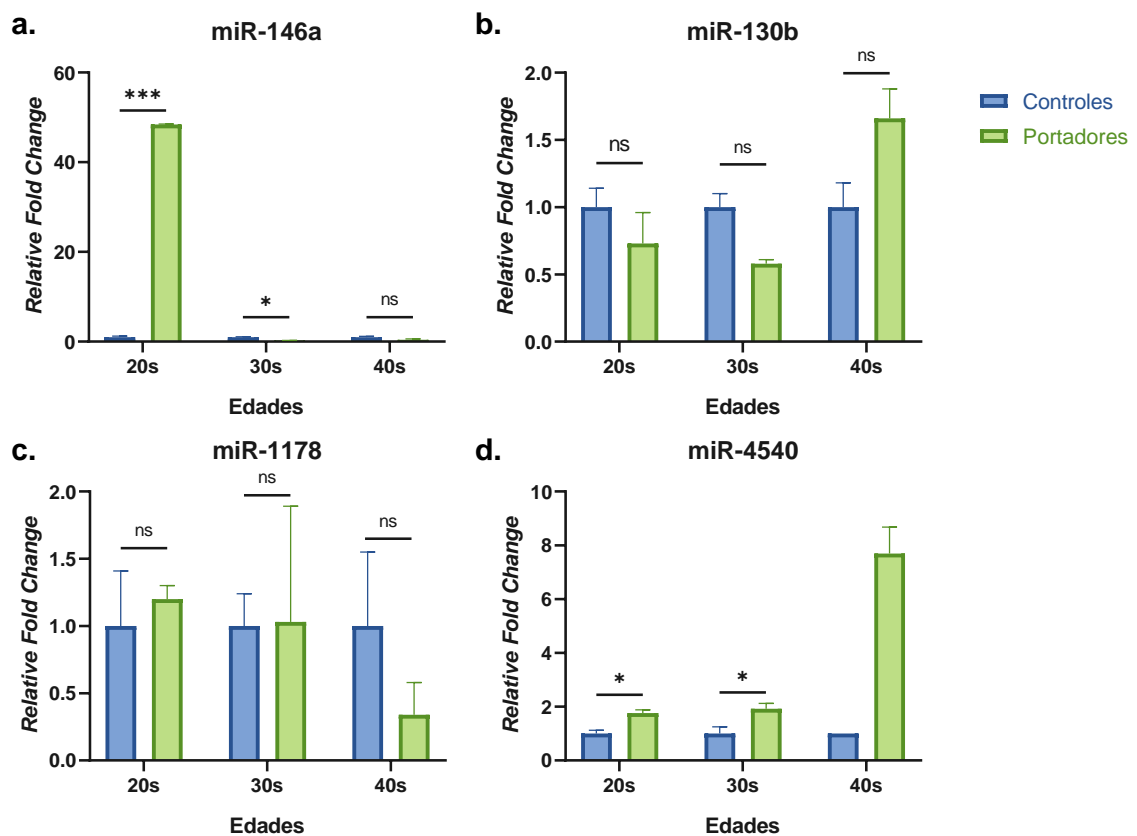 a.
miR-146a
Relative Fold Change
60
40
20
0
***
*
ns
20s
30s
40s
Edades
b.
miR-130b
Relative Fold Change
2.0
1.5
1.0
0.5
0.0
ns
ns
ns
20s
30s
40s
Edades
Controles
Portadores
c.
miR-1178
Relative Fold Change
2.0
1.5
1.0
0.5
0.0
ns
ns
ns
20s
30s
40s
Edades
d.
miR-4540
Relative Fold Change
10
8
6
4
2
0
*
*
20s
30s
40s
Edades